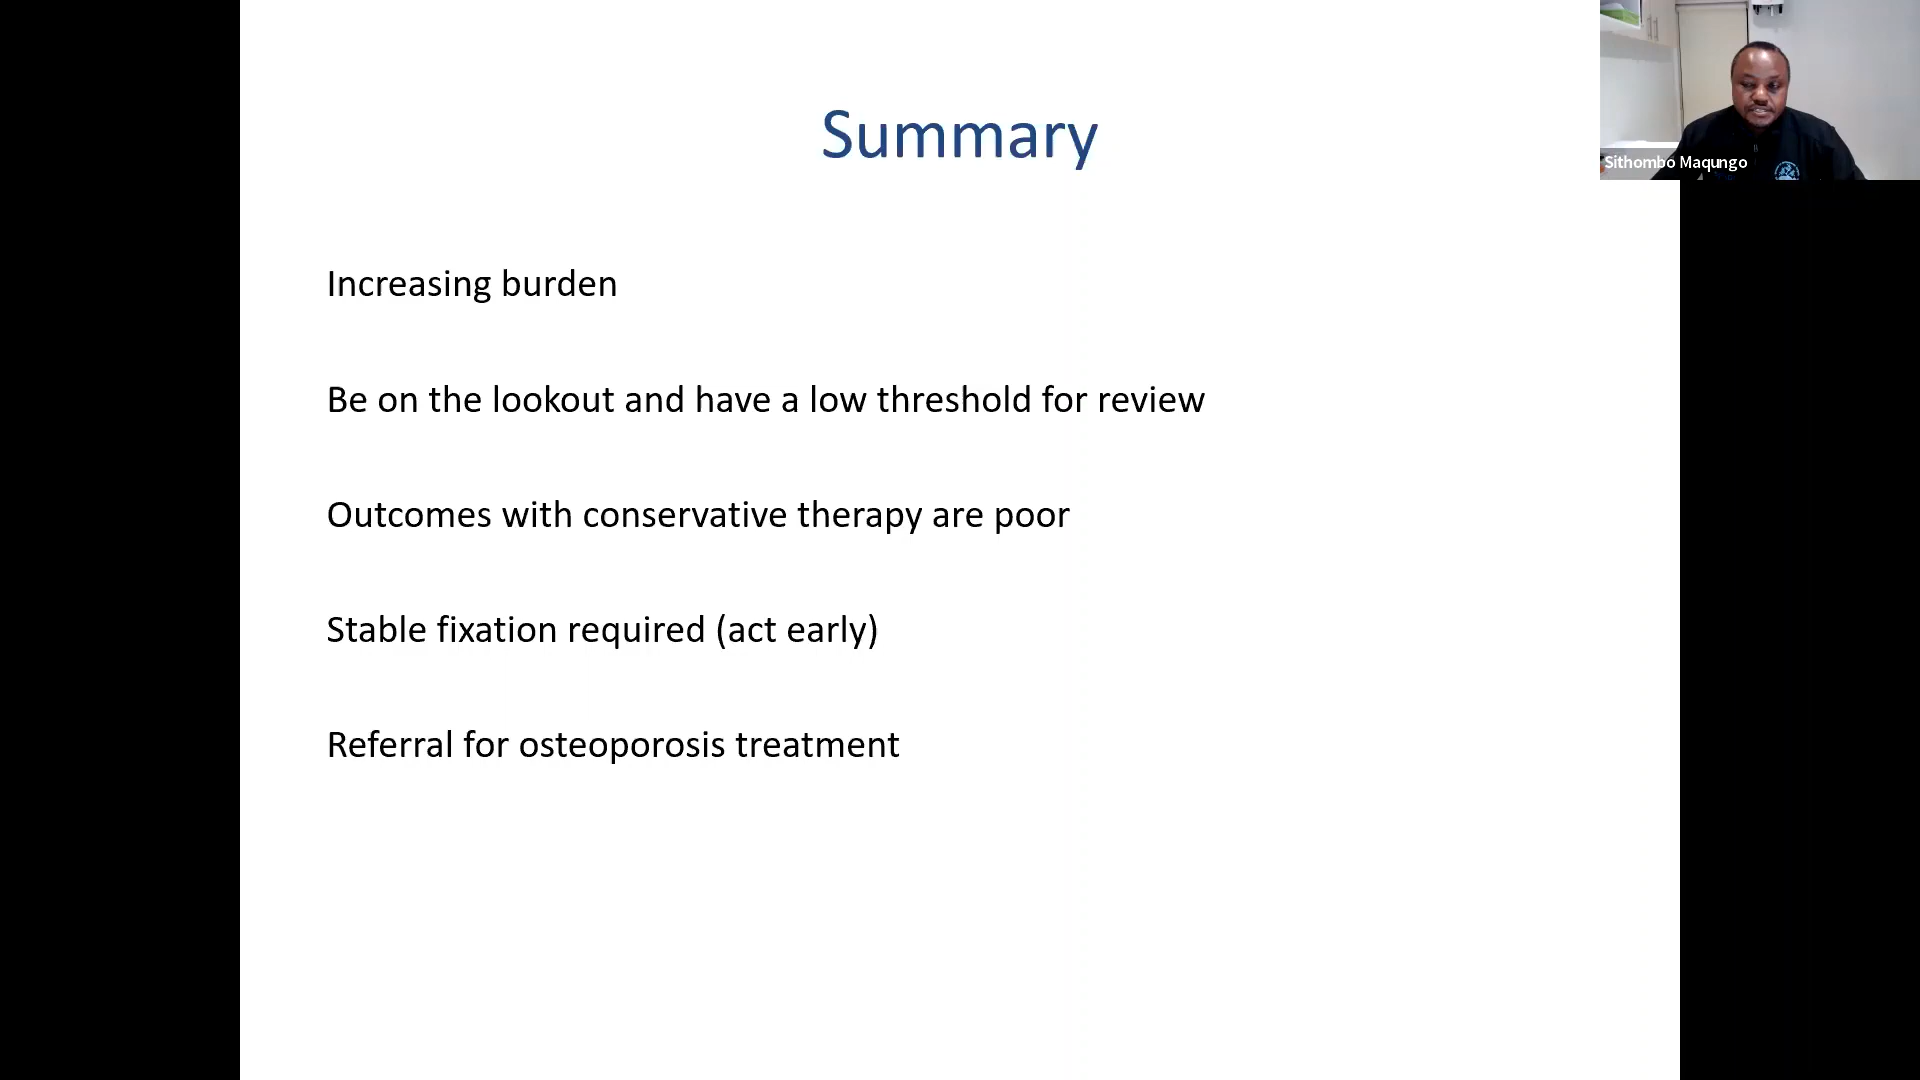 Summary
Sithombo Maqungo
Increasing burden
Be on the lookout and have a low threshold for review
Outcomes with conservative therapy are poor
Stable fixation required (act early)
Referral for osteoporosis treatment